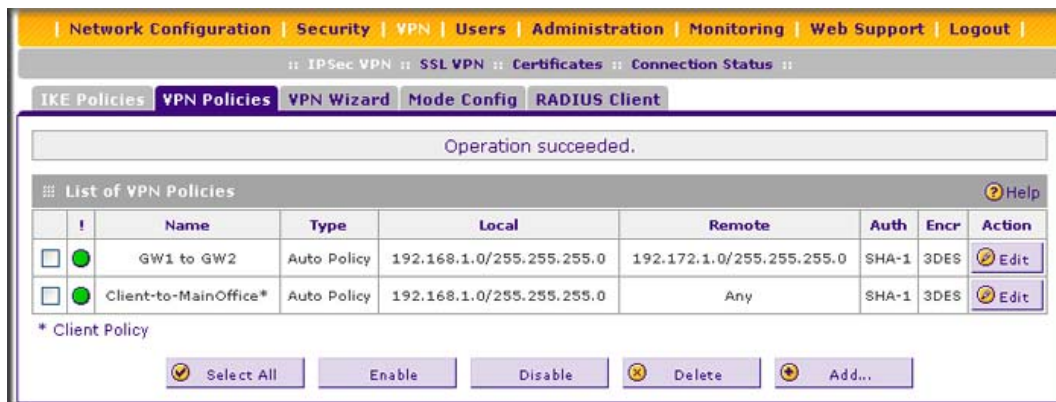 | Network Configuration | Security | VPN | Users | Administration | Monitoring | Web Support | Logout |
:: IPSec VPN :: SSL VPN :: Certificates :: Connection Status ::
IKE Policies VPN Policies VPN Wizard Mode Config RADIUS Client
Operation succeeded.
List of VPN Policies ? Help
! Name Type Local Remote Auth Encr Action
GW1 to GW2 Auto Policy 192.168.1.0/255.255.255.0 192.172.1.0/255.255.255.0 SHA-1 3DES Edit
Client-to-MainOffice* Auto Policy 192.168.1.0/255.255.255.0 Any SHA-1 3DES Edit
* Client Policy
Select All Enable Disable Delete Add...